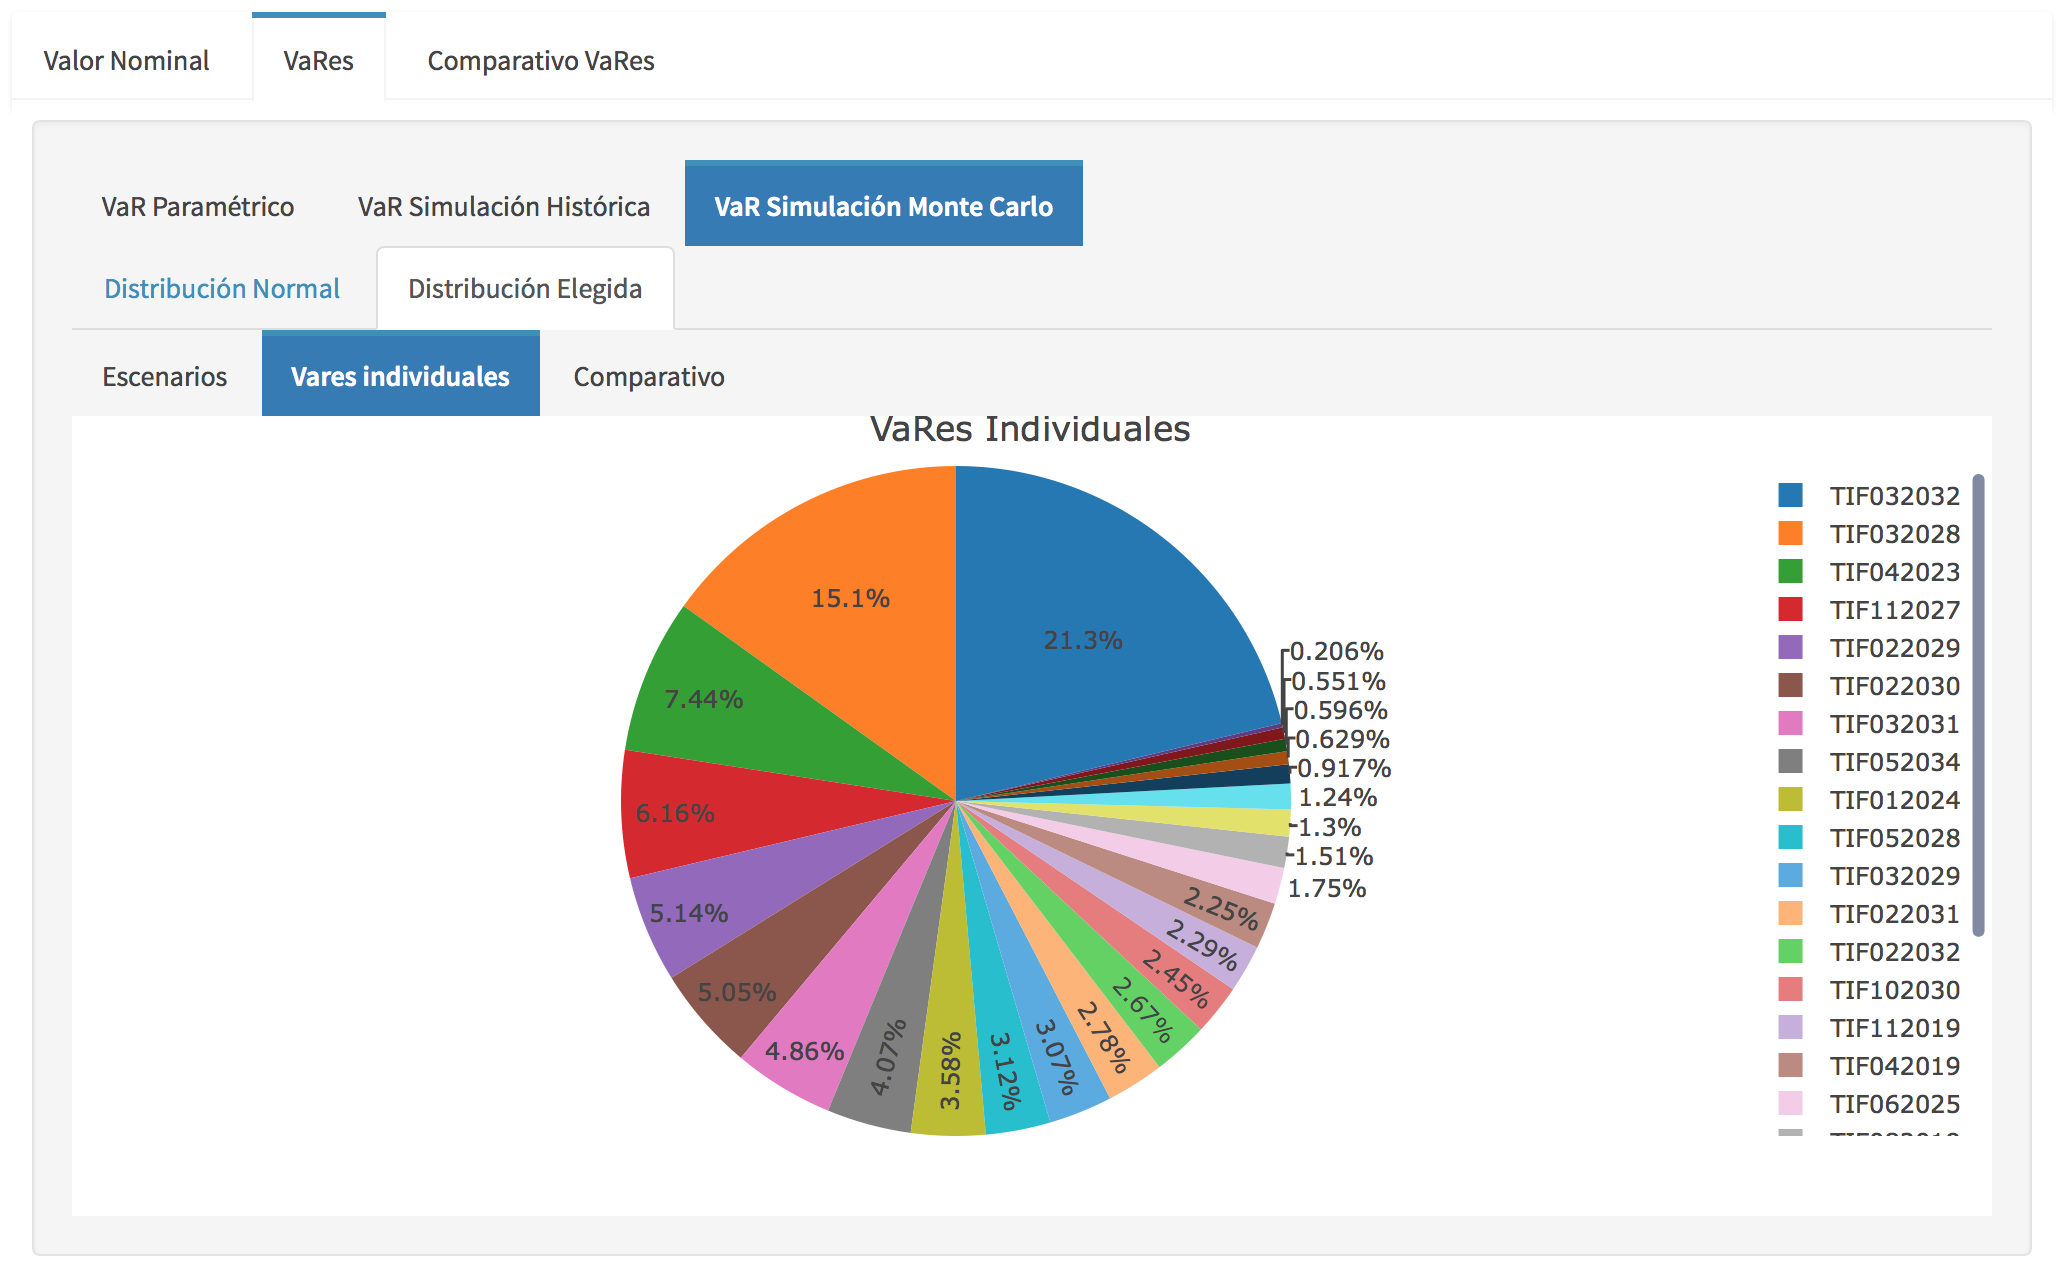 Valor Nominal VaRes Comparativo VaRes
VaR Paramétrico VaR Simulación Histórica VaR Simulación Monte Carlo
Distribución Normal Distribución Elegida
Escenarios Vares individuales Comparativo
VaRes Individuales
21.3%
15.1%
7.44%
6.16%
5.14%
5.05%
4.86%
4.07%
3.58%
3.12%
3.07%
2.78%
2.67%
2.45%
2.29%
2.25%
1.75%
1.51%
1.3%
1.24%
0.917%
0.629%
0.596%
0.551%
0.206%
TIF032032
TIF032028
TIF042023
TIF112027
TIF022029
TIF022030
TIF032031
TIF052034
TIF012024
TIF052028
TIF032029
TIF022031
TIF022032
TIF102030
TIF112019
TIF042019
TIF062025